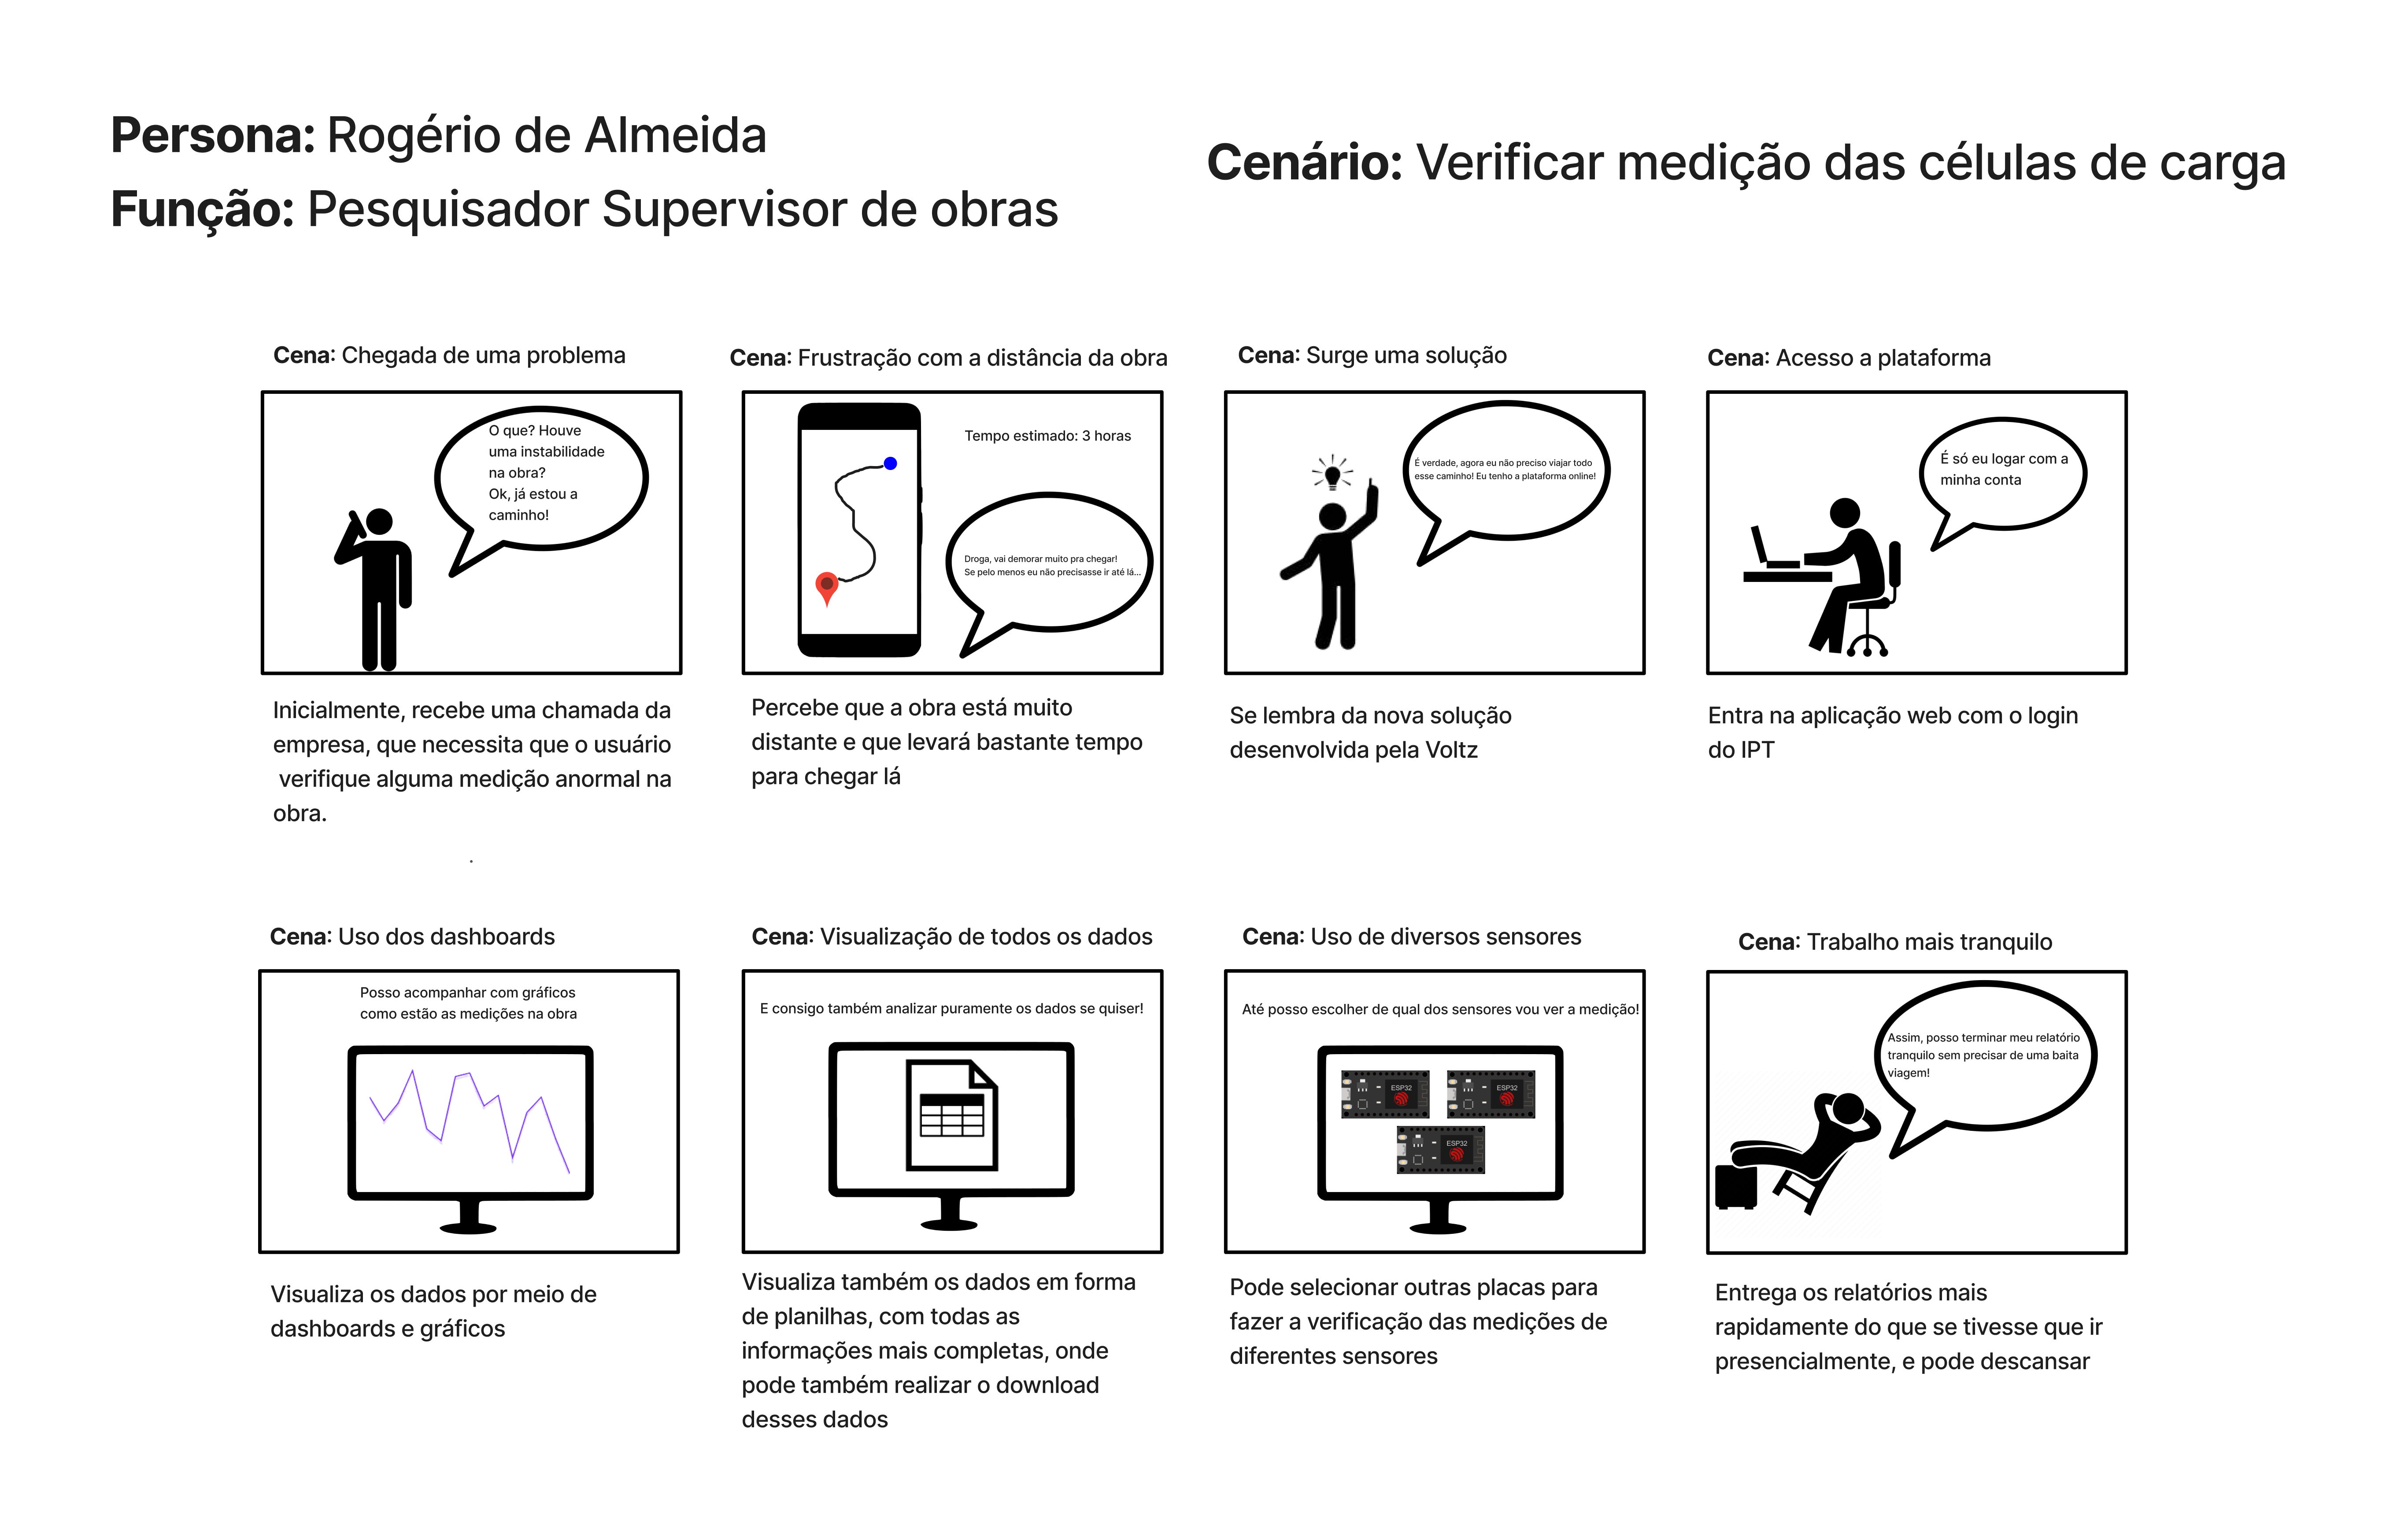 Persona: Rogério de Almeida
Função: Pesquisador Supervisor de obras
Cenário: Verificar medição das células de carga
Cena: Chegada de uma problema
O que? Houve
uma instabilidade
na obra?
Ok, já estou a
caminho!
Inicialmente, recebe uma chamada da
empresa, que necessita que o usuário
verifique alguma medição anormal na
obra.
.
Cena: Frustração com a distância da obra
Tempo estimado: 3 horas
Droga, vai demorar muito pra chegar!
Se pelo menos eu não precisasse ir até lá...
Percebe que a obra está muito
distante e que levará bastante tempo
para chegar lá
Cena: Surge uma solução
É verdade, agora eu não preciso viajar todo
esse caminho! Eu tenho a plataforma online!
Se lembra da nova solução
desenvolvida pela Voltz
Cena: Acesso a plataforma
É só eu logar com a
minha conta
Entra na aplicação web com o login
do IPT
Cena: Uso dos dashboards
Posso acompanhar com gráficos
como estão as medições na obra
Visualiza os dados por meio de
dashboards e gráficos
Cena: Visualização de todos os dados
E consigo também analizar puramente os dados se quiser!
Visualiza também os dados em forma
de planilhas, com todas as
informações mais completas, onde
pode também realizar o download
desses dados
Cena: Uso de diversos sensores
Até posso escolher de qual dos sensores vou ver a medição!
ESP32
ESP32
ESP32
Pode selecionar outras placas para
fazer a verificação das medições de
diferentes sensores
Cena: Trabalho mais tranquilo
Assim, posso terminar meu relatório
tranquilo sem precisar de uma baita
viagem!
Entrega os relatórios mais
rapidamente do que se tivesse que ir
presencialmente, e pode descansar